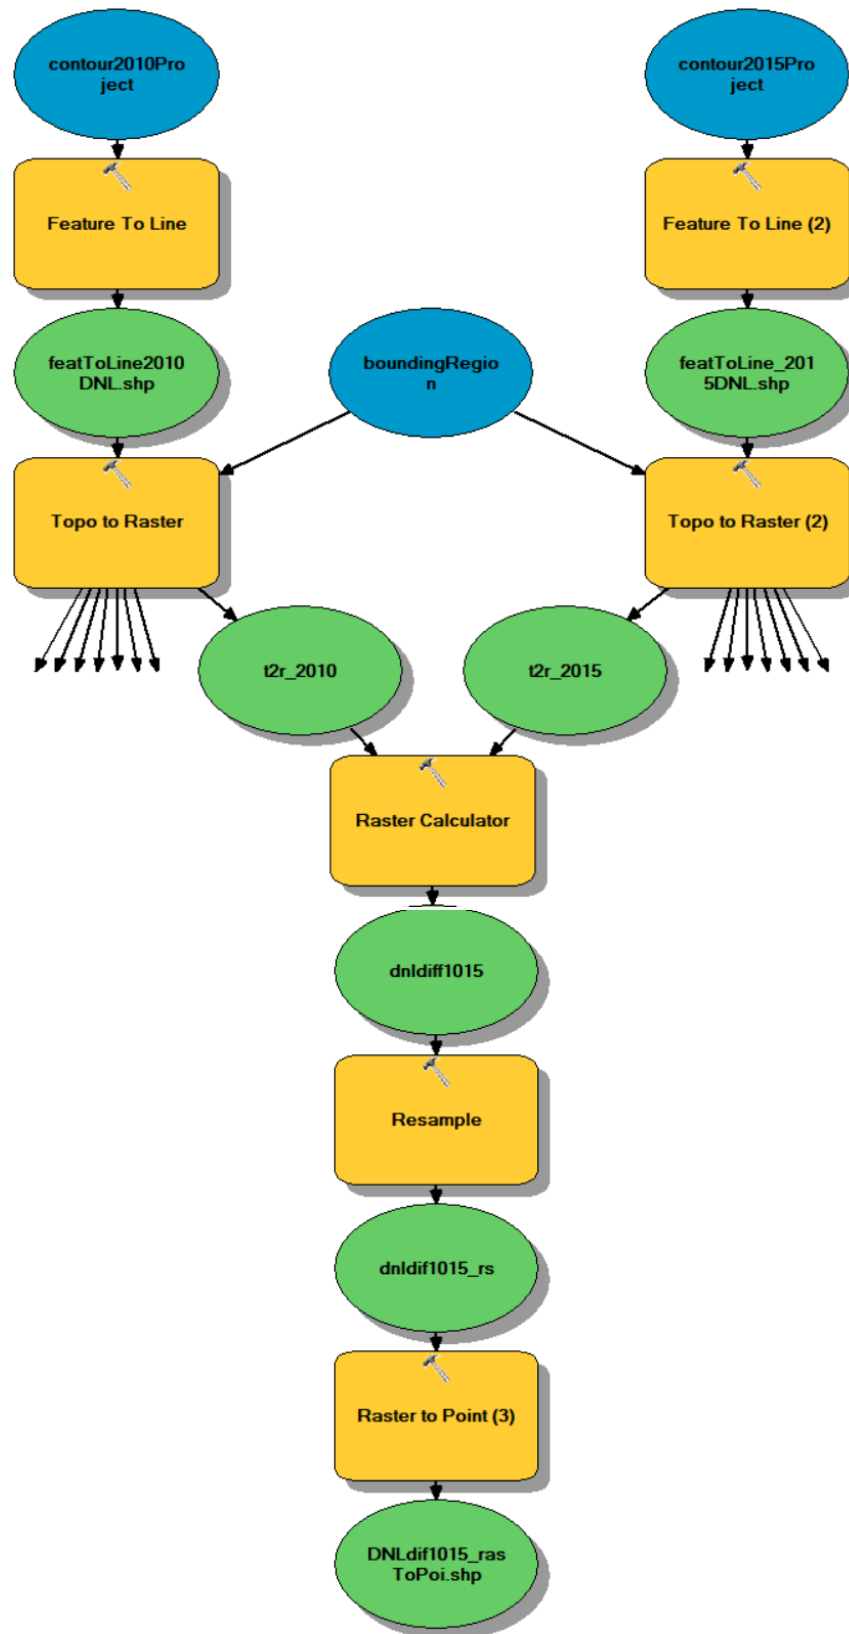 contour2010Pro
ject
contour2015Pro
ject
Feature To Line
Feature To Line (2)
featToLine2010
DNL.shp
boundingRegio
n
featToLine_201
5DNL.shp
Topo to Raster
Topo to Raster (2)
t2r_2010
t2r_2015
Raster Calculator
dnldiff1015
Resample
dnldif1015_rs
Raster to Point (3)
DNLdif1015_ras
ToPoi.shp